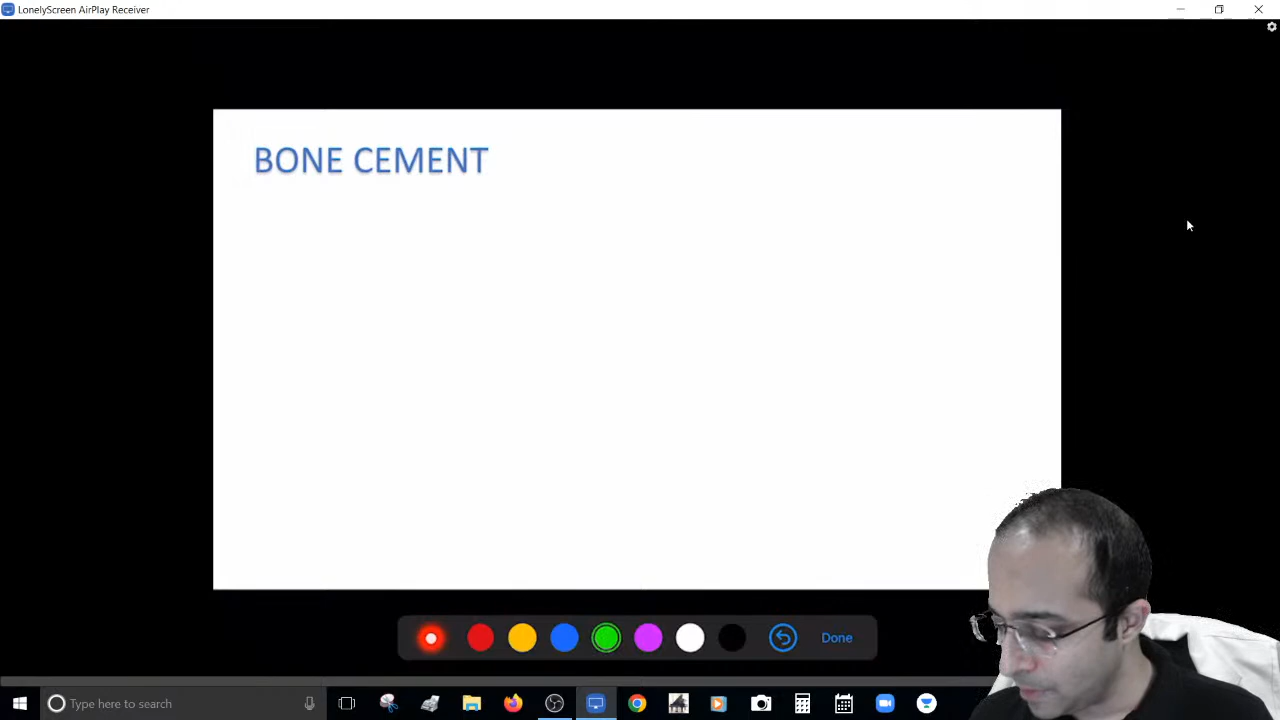 LonelyScreen AirPlay Receiver
BONE CEMENT
Done
Type here to search